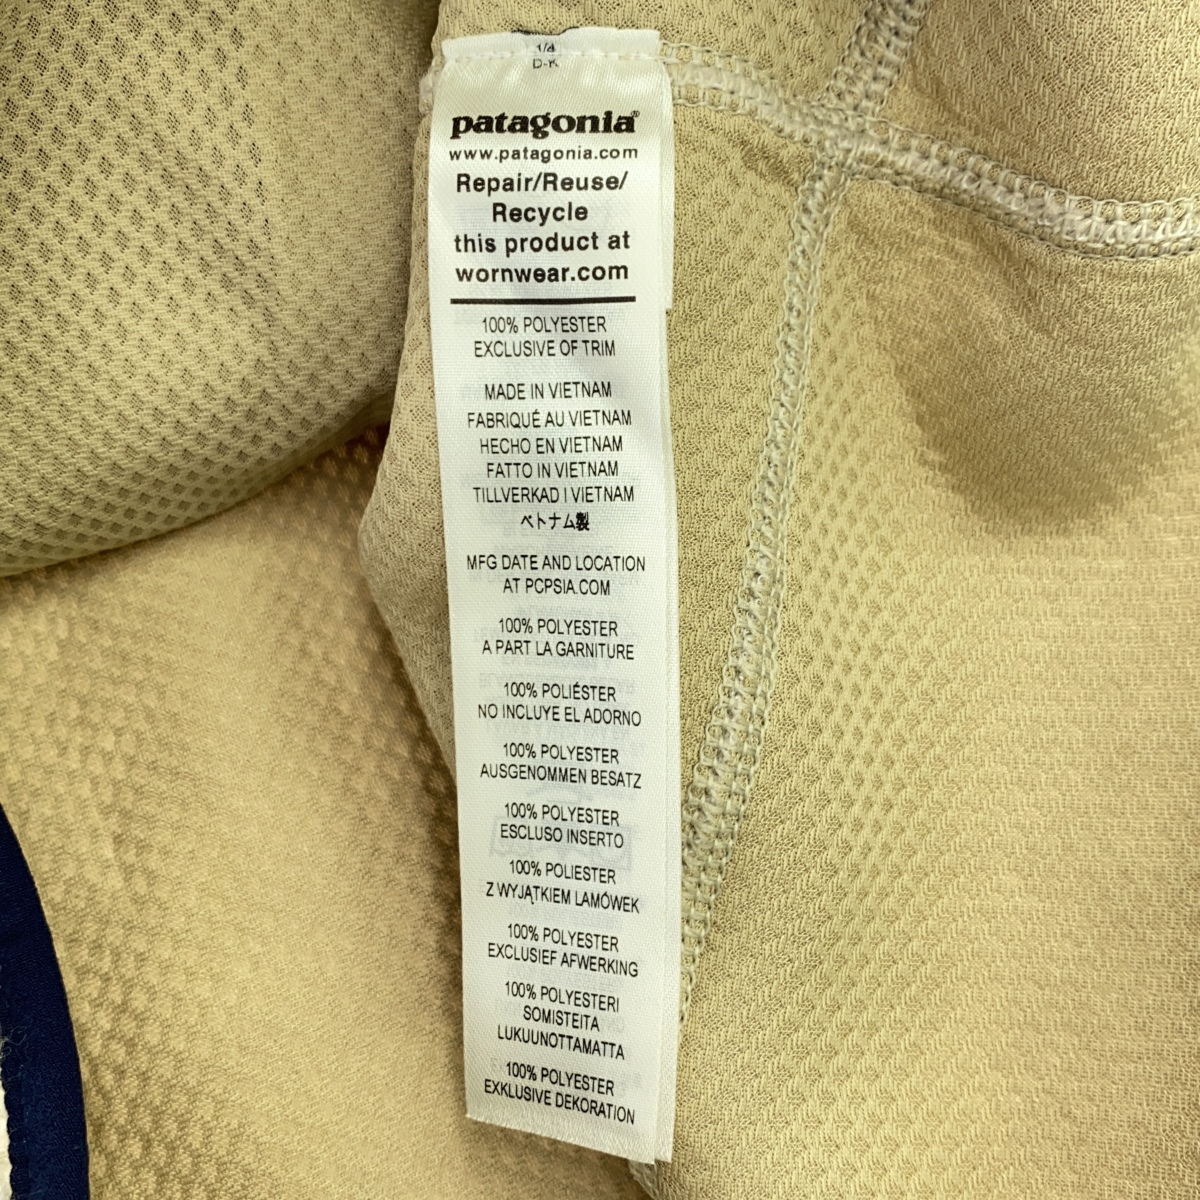 1/4
D-K
patagonia®
www.patagonia.com
Repair/Reuse/
Recycle
this product at
wornwear.com
100% POLYESTER
EXCLUSIVE OF TRIM
MADE IN VIETNAM
FABRIQUÉ AU VIETNAM
HECHO EN VIETNAM
FATTO IN VIETNAM
TILLVERKAD I VIETNAM
ベトナム製
MFG DATE AND LOCATION
AT PCPSIA.COM
100% POLYESTER
A PART LA GARNITURE
100% POLIÉSTER
NO INCLUYE EL ADORNO
100% POLYESTER
AUSGENOMMEN BESATZ
100% POLYESTER
ESCLUSO INSERTO
100% POLIESTER
Z WYJĄTKIEM LAMÓWEK
100% POLYESTER
EXCLUSIEF AFWERKING
100% POLYESTERI
SOMISTEITA
LUKUUNOTTAMATTA
100% POLYESTER
EXKLUSIVE DEKORATION